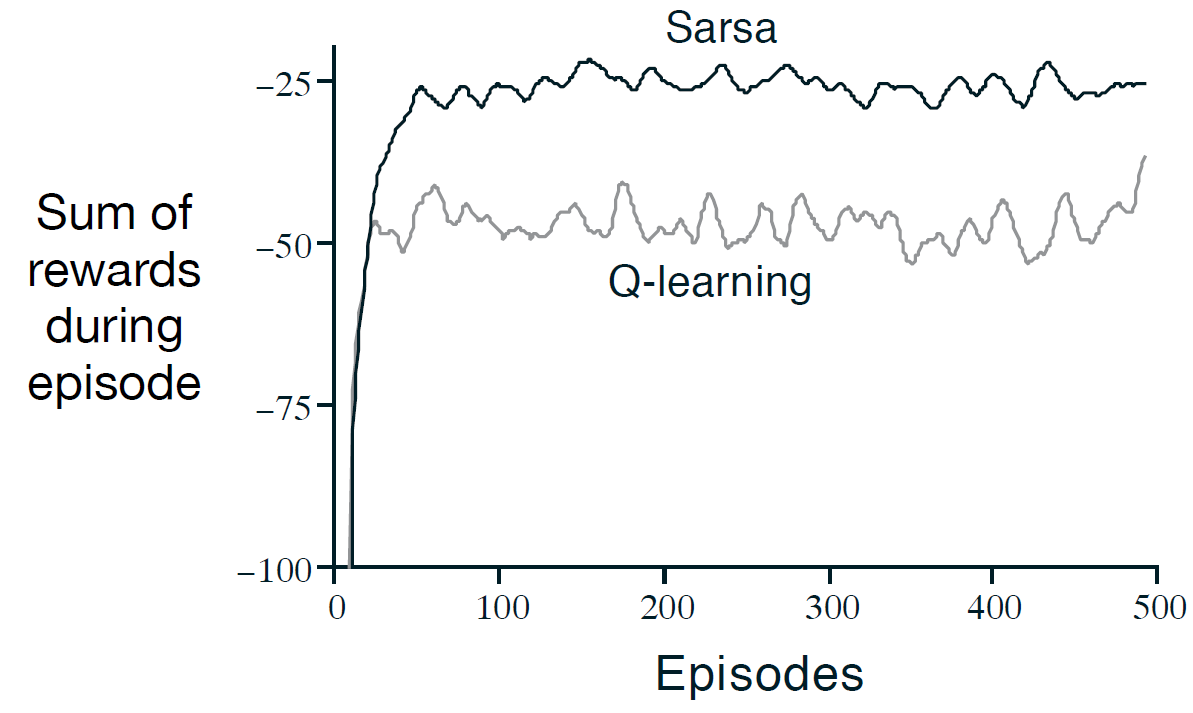 Sarsa
−25
Sum of
rewards
during
episode
−50
Q-learning
−75
−100
0 100 200 300 400 500
Episodes